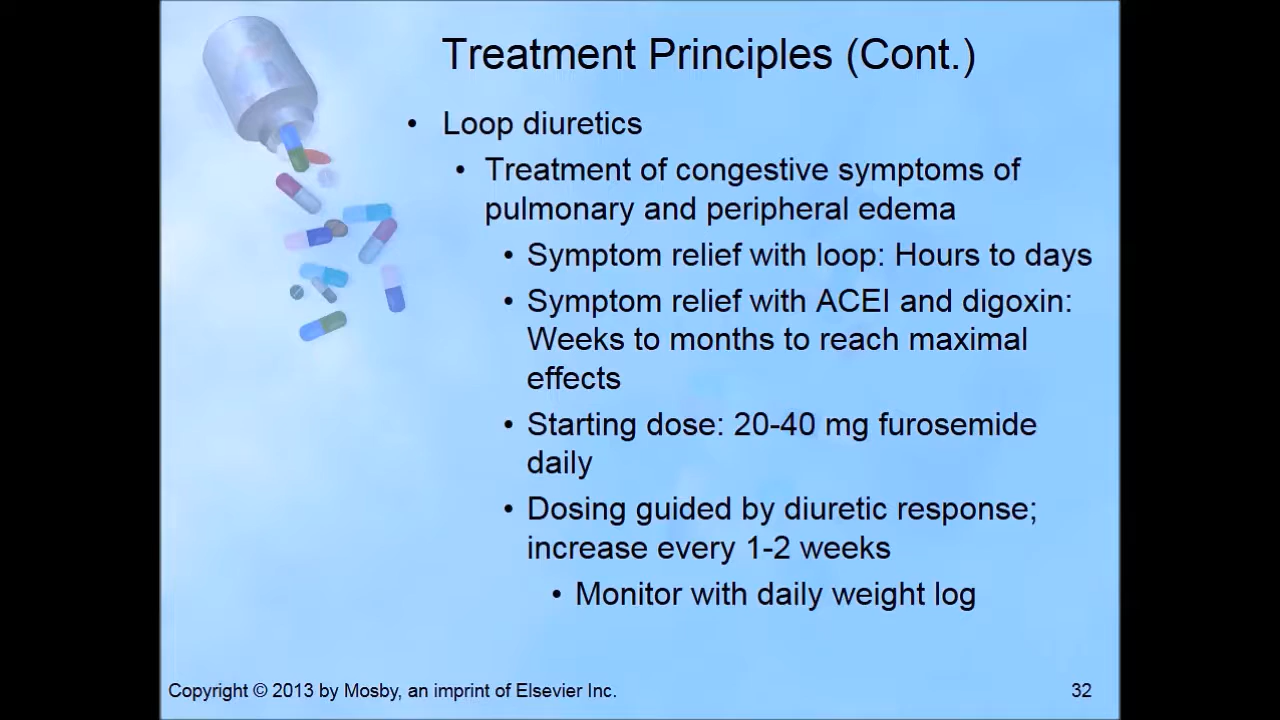 Treatment Principles (Cont.)
• Loop diuretics
• Treatment of congestive symptoms of
pulmonary and peripheral edema
• Symptom relief with loop: Hours to days
• Symptom relief with ACEI and digoxin:
Weeks to months to reach maximal
effects
• Starting dose: 20-40 mg furosemide
daily
• Dosing guided by diuretic response;
increase every 1-2 weeks
• Monitor with daily weight log
Copyright © 2013 by Mosby, an imprint of Elsevier Inc.
32